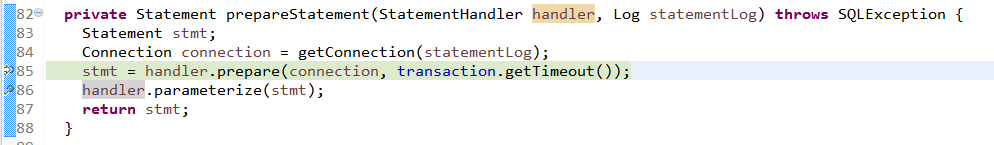 82 private Statement prepareStatement(StatementHandler handler, Log statementLog) throws SQLException {
83 Statement stmt;
84 Connection connection = getConnection(statementLog);
85 stmt = handler.prepare(connection, transaction.getTimeout());
86 handler.parameterize(stmt);
87 return stmt;
88 }